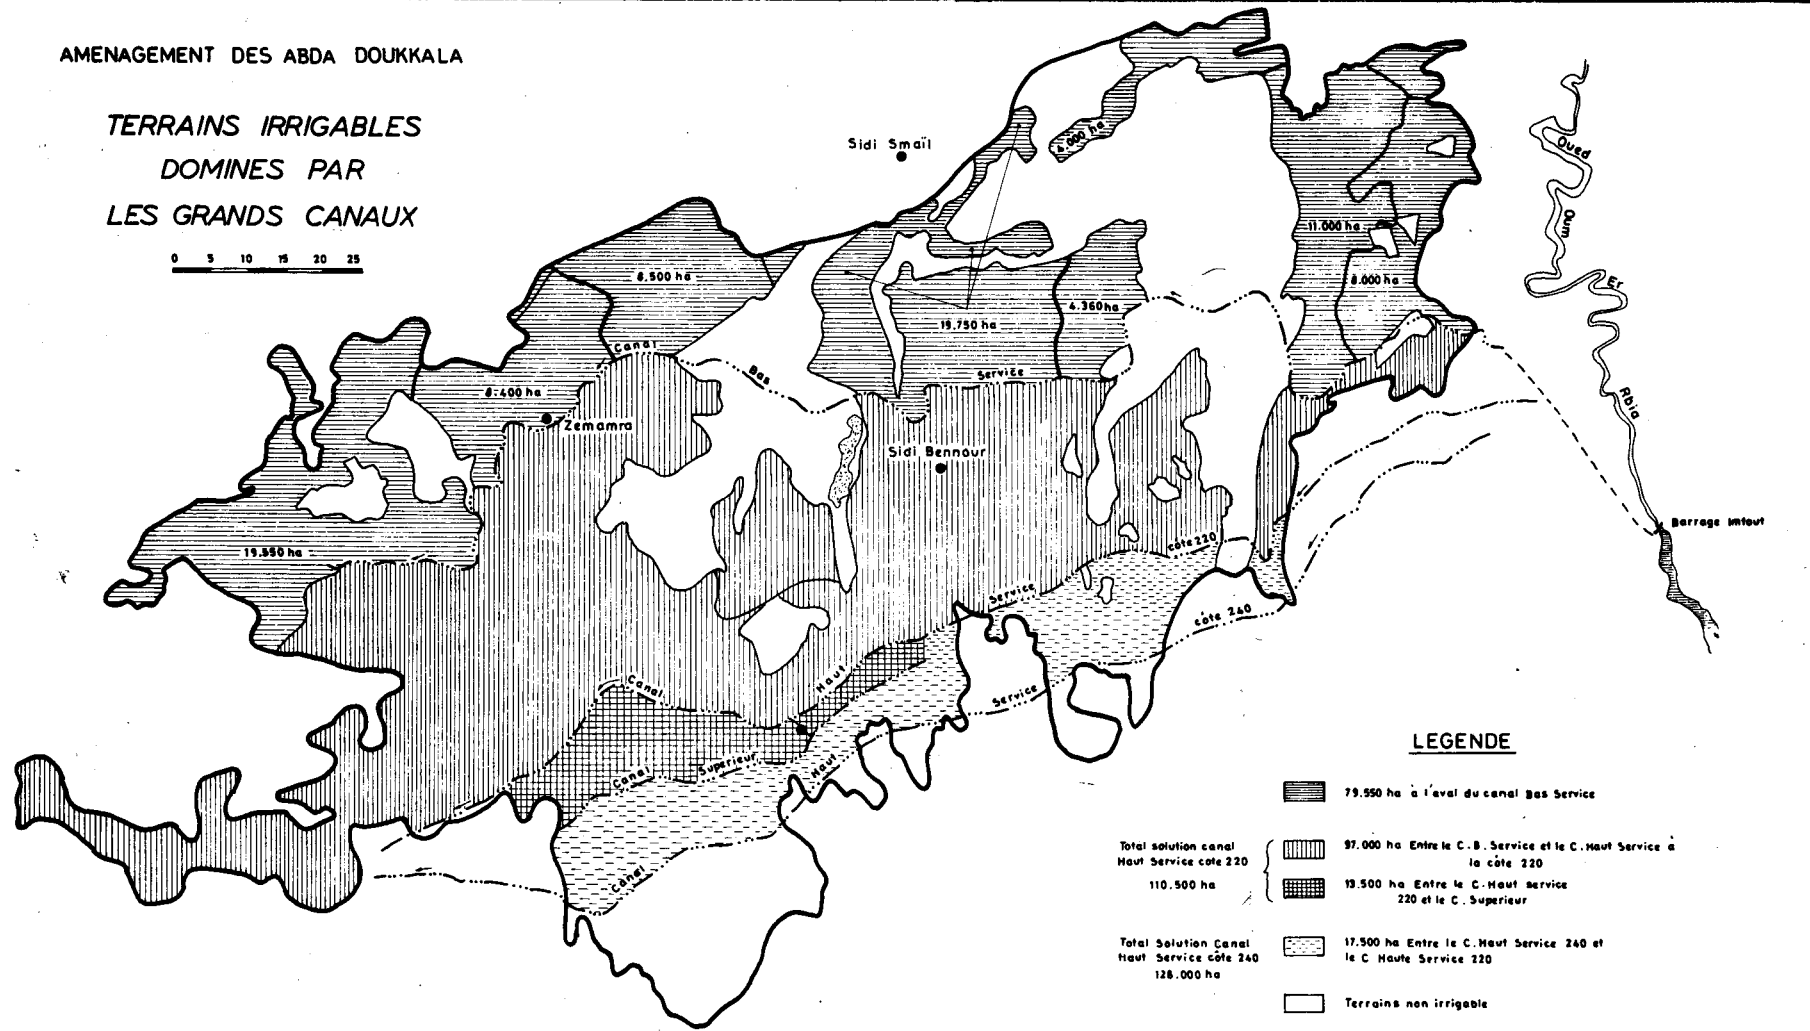 AMENAGEMENT DES ABDA DOUKKALA
TERRAINS IRRIGABLES
DOMINES PAR
LES GRANDS CANAUX
0 5 10 15 20 25
Sidi Smaïl
4.000 ha
Oued
Oum
Er
Rbia
11.000 ha
8.000 ha
6.500 ha
4.360 ha
19.750 ha
Canal
Bas
Service
8.400 ha
Zemamra
Sidi Bennour
Barrage Imfout
19.550 ha
côte 220
Service
côte 240
Haut
Canal
Service
Superieur
Canal
Haut
Canal
LEGENDE
79.550 ha à l'aval du canal Bas Service
Total solution canal
Haut Service cote 220
110.500 ha
97.000 ha Entre le C.B. Service et le C. Haut Service à
la côte 220
13.500 ha Entre le C. Haut service
220 et le C. Superieur
Total Solution Canal
Haut Service côte 240
128.000 ha
17.500 ha Entre le C. Haut Service 240 et
le C Haute Service 220
Terrains non irrigable